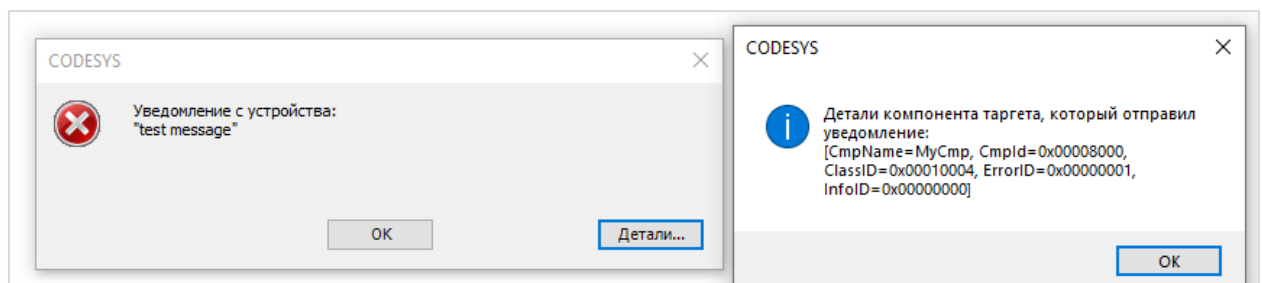 CODESYS
Уведомление с устройства:
"test message"
OK
Детали...
CODESYS
Детали компонента таргета, который отправил
уведомление:
[CmpName=MyCmp, CmpId=0x00008000,
ClassID=0x00010004, ErrorID=0x00000001,
InfoID=0x00000000]
OK